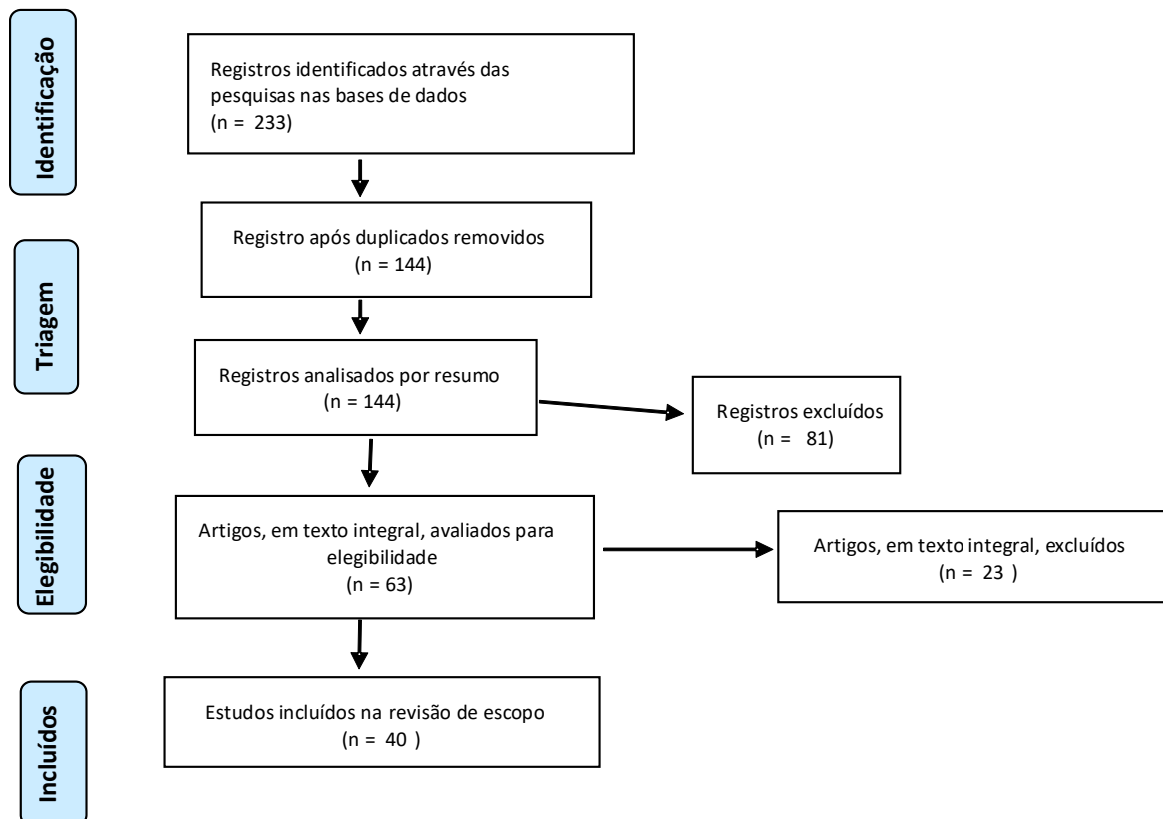 Identificação
Registros identificados através das
pesquisas nas bases de dados
(n = 233)
Registro após duplicados removidos
(n = 144)
Triagem
Registros analisados por resumo
(n = 144)
Registros excluídos
(n = 81)
Elegibilidade
Artigos, em texto integral, avaliados para
elegibilidade
(n = 63)
Artigos, em texto integral, excluídos
(n = 23 )
Incluídos
Estudos incluídos na revisão de escopo
(n = 40 )